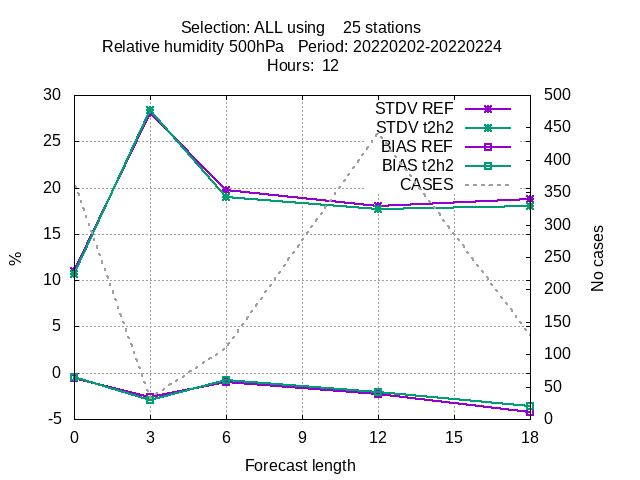 Selection: ALL using    25 stations
Relative humidity 500hPa   Period: 20220202-20220224
Hours:  12
STDV REF
STDV t2h2
BIAS REF
BIAS t2h2
CASES
30
25
20
15
10
5
0
-5
%
500
450
400
350
300
250
200
150
100
50
0
No cases
0 3 6 9 12 15 18
Forecast length